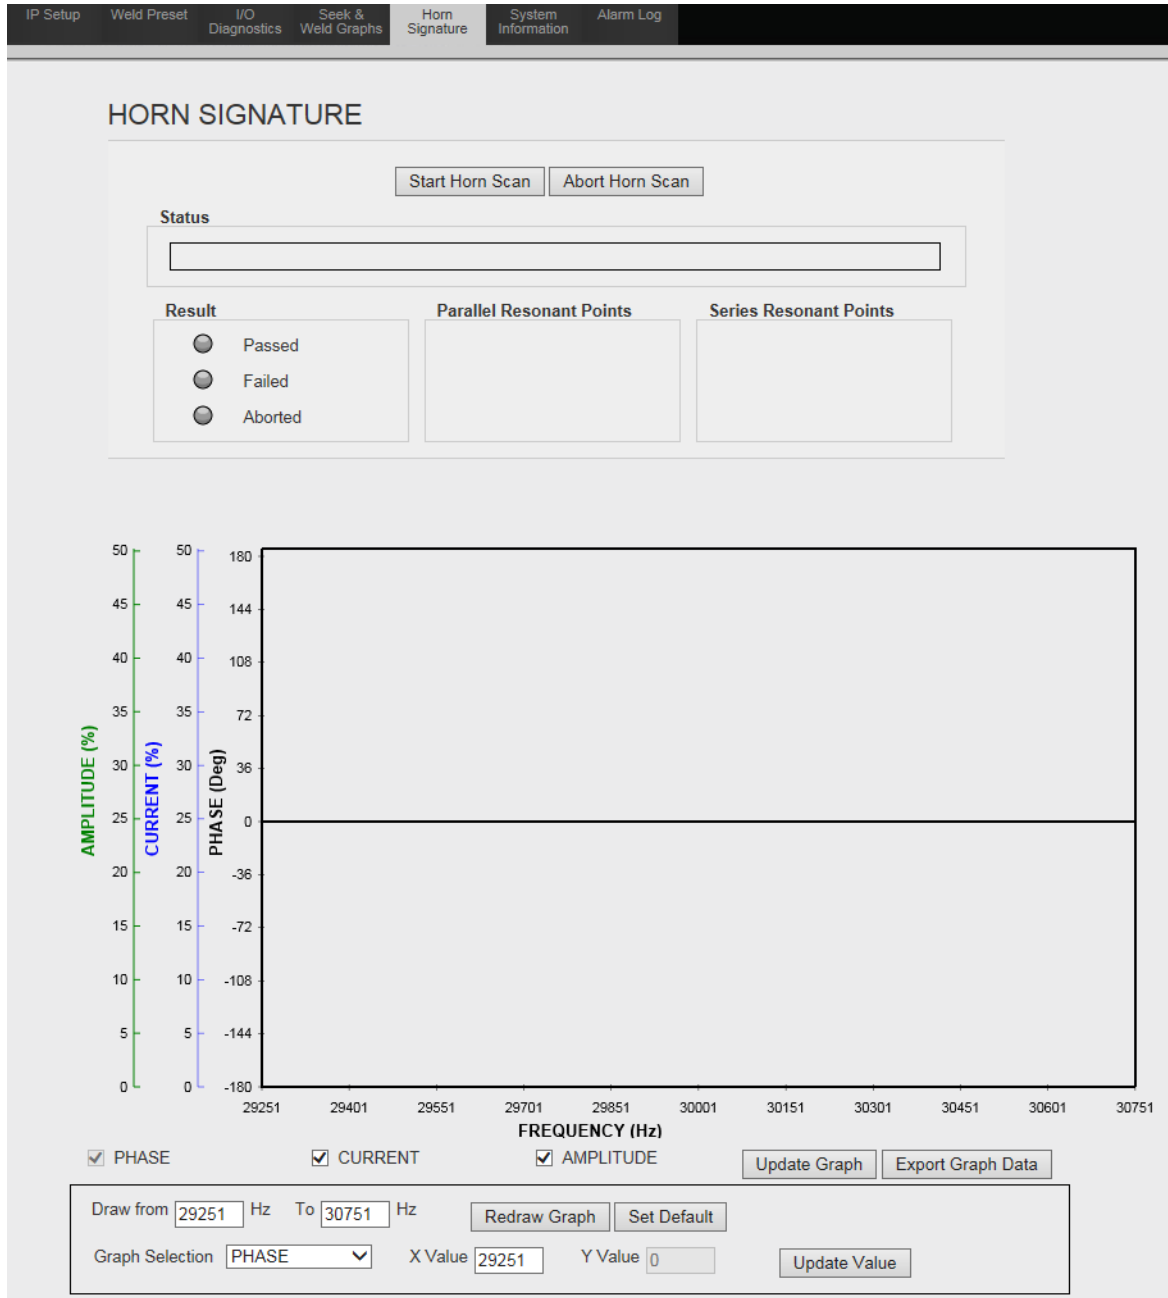 IP Setup Weld Preset I/O Diagnostics Seek & Weld Graphs Horn Signature System Information Alarm Log
HORN SIGNATURE
Start Horn Scan Abort Horn Scan
Status
Result Parallel Resonant Points Series Resonant Points
Passed
Failed
Aborted
AMPLITUDE (%)
50
45
40
35
30
25
20
15
10
5
0
CURRENT (%)
50
45
40
35
30
25
20
15
10
5
0
PHASE (Deg)
180
144
108
72
36
0
-36
-72
-108
-144
-180
29251 29401 29551 29701 29851 30001 30151 30301 30451 30601 30751
FREQUENCY (Hz)
PHASE CURRENT AMPLITUDE Update Graph Export Graph Data
Draw from 29251 Hz To 30751 Hz Redraw Graph Set Default
Graph Selection PHASE X Value 29251 Y Value 0 Update Value